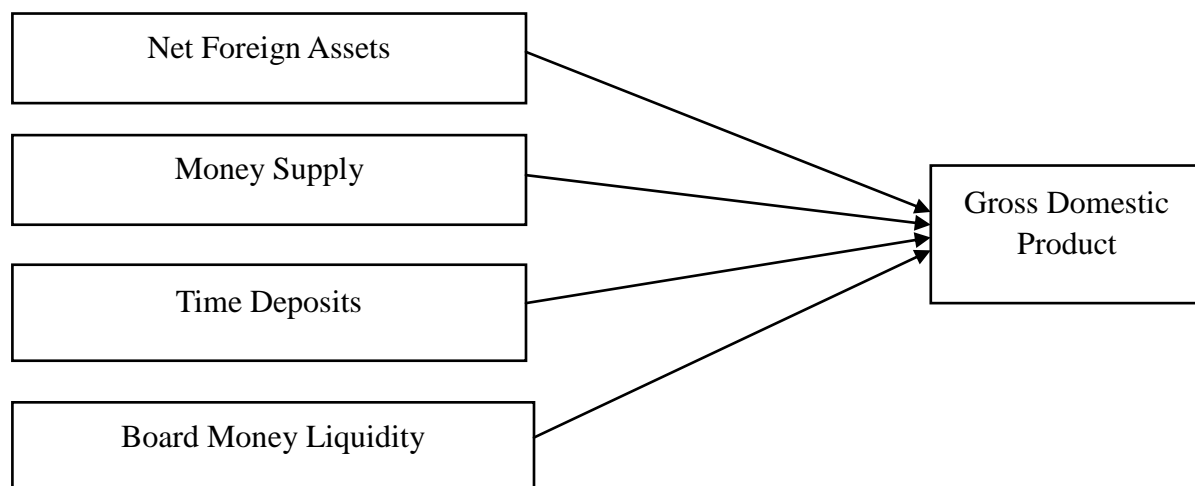 Net Foreign Assets
Money Supply
Time Deposits
Board Money Liquidity
Gross Domestic
Product